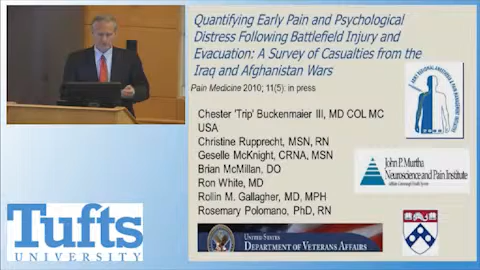 Quantifying Early Pain and Psychological
Distress Following Battlefield Injury and
Evacuation: A Survey of Casualties from the
Iraq and Afghanistan Wars
Pain Medicine 2010; 11(5): in press
Chester 'Trip' Buckenmaier III, MD COL MC
USA
Christine Rupprecht, MSN, RN
Geselle McKnight, CRNA, MSN
Brian McMillan, DO
Ron White, MD
Rollin M. Gallagher, MD, MPH
Rosemary Polomano, PhD, RN
John P. Murtha
Neuroscience and Pain Institute
UNITED STATES
DEPARTMENT OF VETERANS AFFAIRS
Tufts
UNIVERSITY